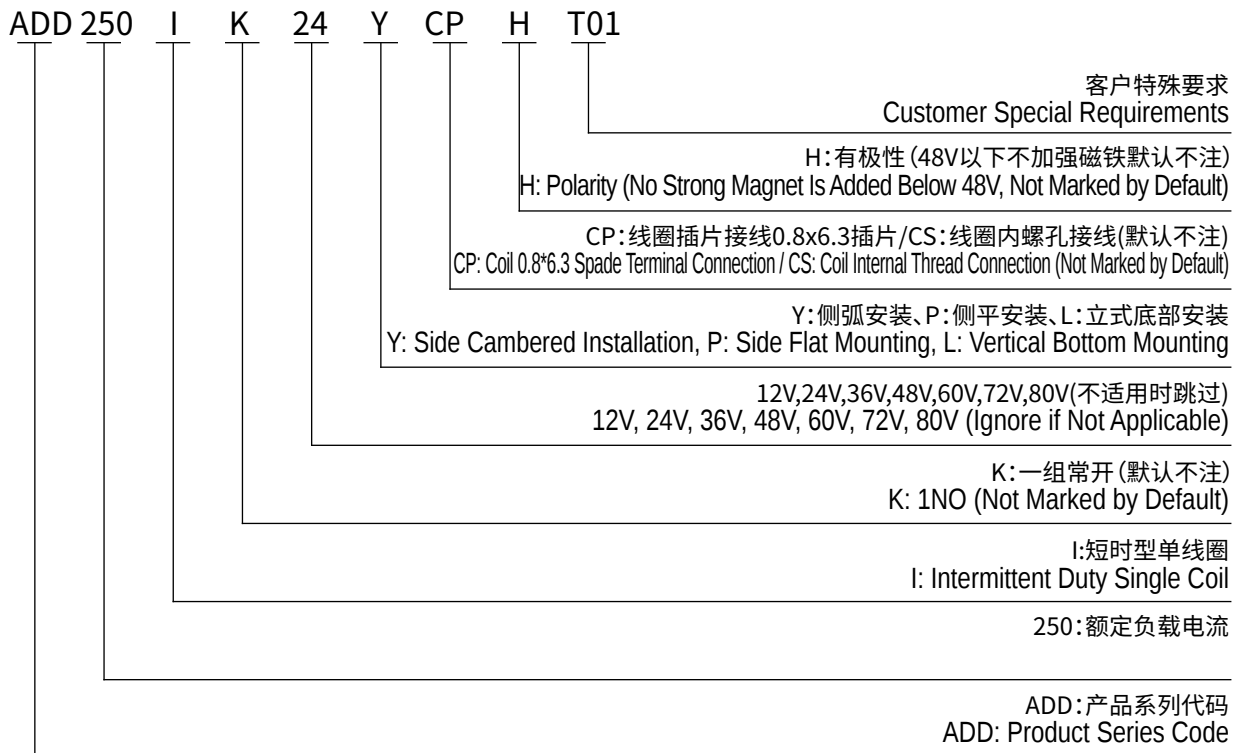 ADD 250 I K 24 Y CP H T01
客户特殊要求
Customer Special Requirements
H：有极性（48V以下不加强磁铁默认不注）
H: Polarity (No Strong Magnet Is Added Below 48V, Not Marked by Default)
CP：线圈插片接线0.8x6.3插片/CS：线圈内螺孔接线(默认不注)
CP: Coil 0.8*6.3 Spade Terminal Connection / CS: Coil Internal Thread Connection (Not Marked by Default)
Y：侧弧安装、P：侧平安装、L：立式底部安装
Y: Side Cambered Installation, P: Side Flat Mounting, L: Vertical Bottom Mounting
12V,24V,36V,48V,60V,72V,80V(不适用时跳过)
12V, 24V, 36V, 48V, 60V, 72V, 80V (Ignore if Not Applicable)
K：一组常开（默认不注）
K: 1NO (Not Marked by Default)
I:短时型单线圈
I: Intermittent Duty Single Coil
250：额定负载电流
ADD：产品系列代码
ADD: Product Series Code